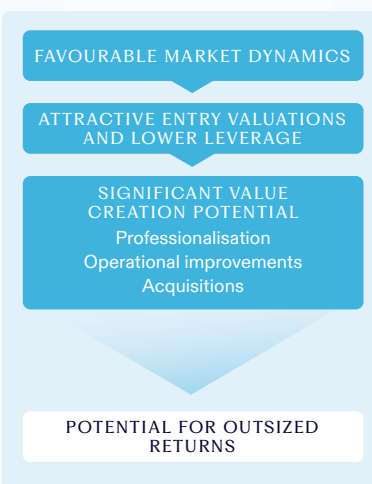 FAVOURABLE MARKET DYNAMICS
ATTRACTIVE ENTRY VALUATIONS
AND LOWER LEVERAGE
SIGNIFICANT VALUE
CREATION POTENTIAL
Professionalisation
Operational improvements
Acquisitions
POTENTIAL FOR OUTSIZED
RETURNS